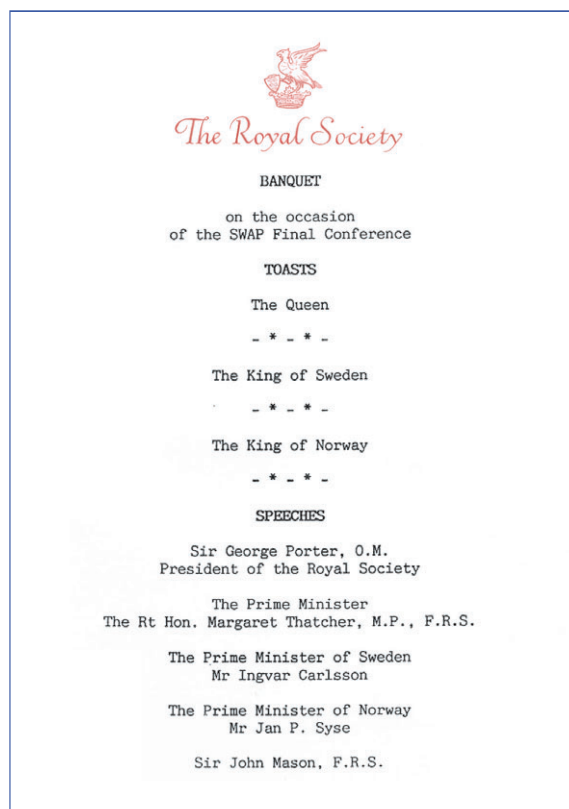 The Royal Society
BANQUET
on the occasion
of the SWAP Final Conference
TOASTS
The Queen
- * - * -
The King of Sweden
- * - * -
The King of Norway
- * - * -
SPEECHES
Sir George Porter, O.M.
President of the Royal Society
The Prime Minister
The Rt Hon. Margaret Thatcher, M.P., F.R.S.
The Prime Minister of Sweden
Mr Ingvar Carlsson
The Prime Minister of Norway
Mr Jan P. Syse
Sir John Mason, F.R.S.